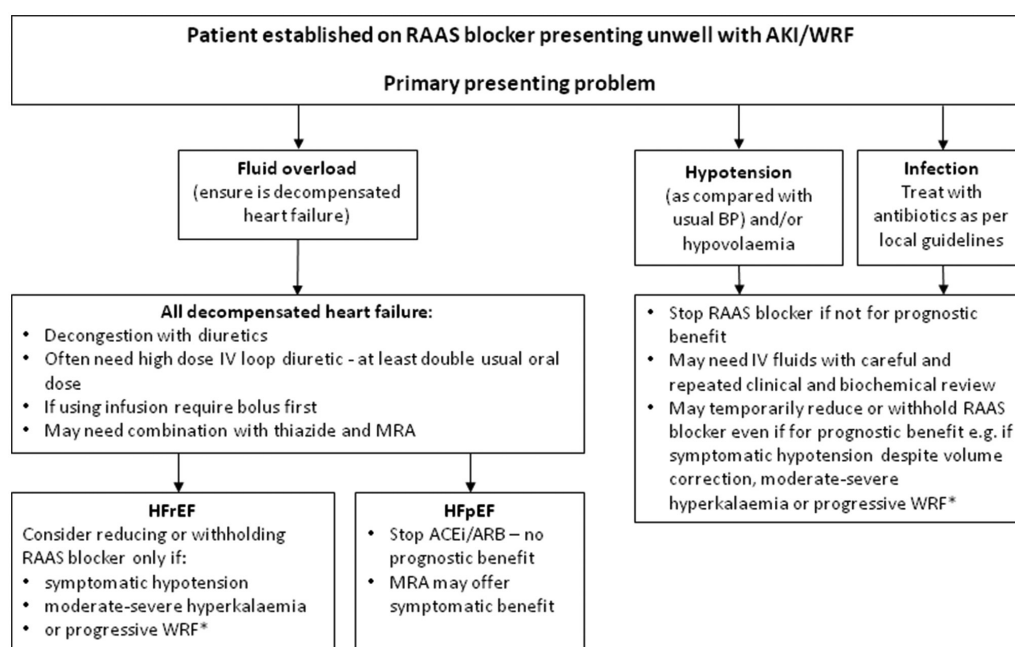 Patient established on RAAS blocker presenting unwell with AKI/WRF
Primary presenting problem
Fluid overload
(ensure is decompensated
heart failure)
Hypotension
(as compared with
usual BP) and/or
hypovolaemia
Infection
Treat with
antibiotics as per
local guidelines
All decompensated heart failure:
• Decongestion with diuretics
• Often need high dose IV loop diuretic - at least double usual oral
dose
• If using infusion require bolus first
• May need combination with thiazide and MRA
• Stop RAAS blocker if not for prognostic
benefit
• May need IV fluids with careful and
repeated clinical and biochemical review
• May temporarily reduce or withhold RAAS
blocker even if for prognostic benefit e.g. if
symptomatic hypotension despite volume
correction, moderate-severe
hyperkalaemia or progressive WRF*
HFrEF
Consider reducing or withholding
RAAS blocker only if:
• symptomatic hypotension
• moderate-severe hyperkalaemia
• or progressive WRF*
HFpEF
• Stop ACEi/ARB – no
prognostic benefit
• MRA may offer
symptomatic benefit